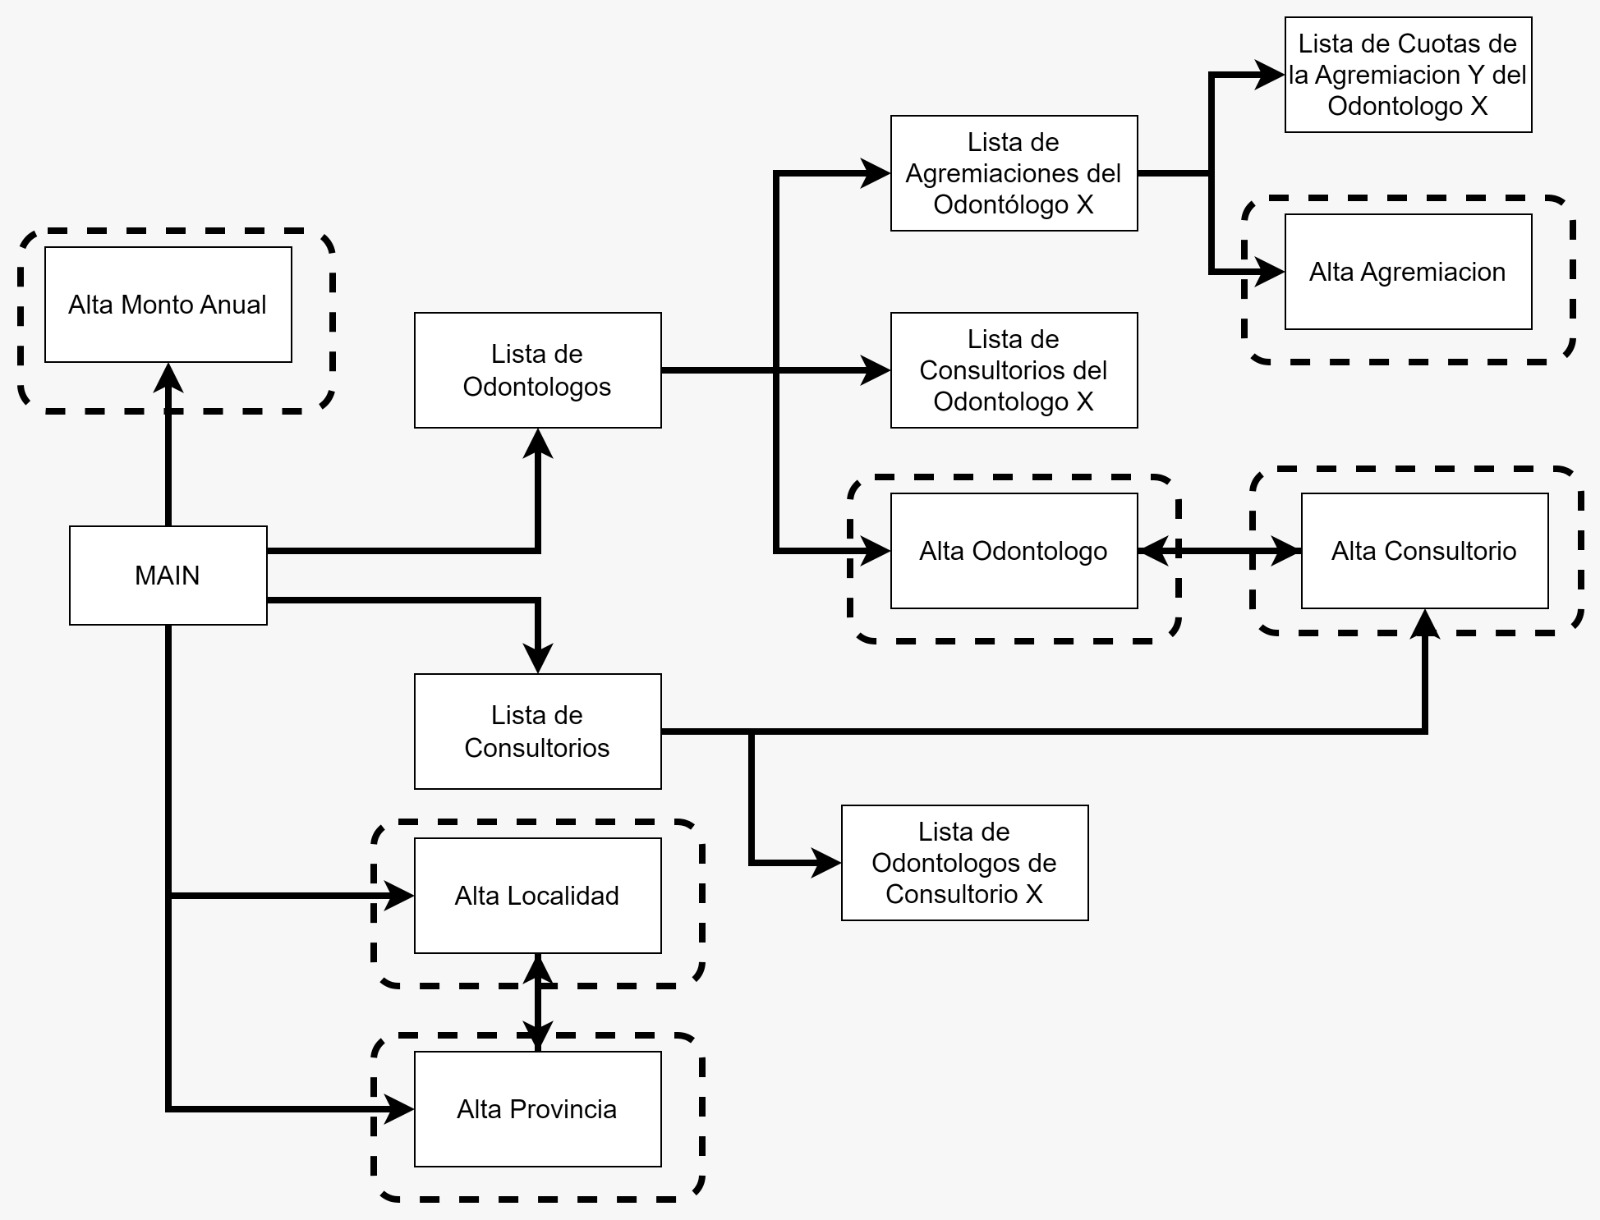 Lista de Cuotas de
la Agremiacion Y del
Odontologo X
Lista de
Agremiaciones del
Odontólogo X
Alta Agremiacion
Alta Monto Anual
Lista de
Odontologos
Lista de
Consultorios del
Odontologo X
Alta Odontologo
Alta Consultorio
MAIN
Lista de
Consultorios
Lista de
Odontologos de
Consultorio X
Alta Localidad
Alta Provincia